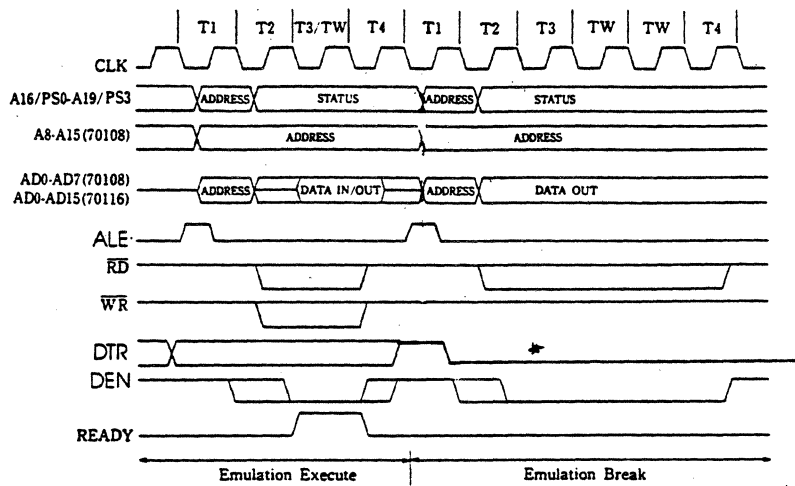 T1 T2 T3/TW T4 T1 T2 T3 TW TW T4
CLK
A16/PS0-A19/PS3 ADDRESS STATUS ADDRESS STATUS
A8-A15(70108) ADDRESS ADDRESS
AD0-AD7(70108)
AD0-AD15(70116) ADDRESS DATA IN/OUT ADDRESS DATA OUT
ALE
RD
WR
DTR
DEN
READY
Emulation Execute Emulation Break